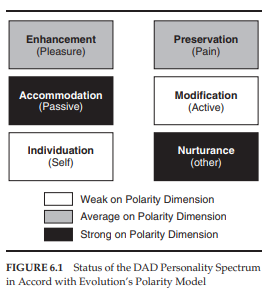 Enhancement
(Pleasure)
Preservation
(Pain)
Accommodation
(Passive)
Modification
(Active)
Individuation
(Self)
Nurturance
(other)
Weak on Polarity Dimension
Average on Polarity Dimension
Strong on Polarity Dimension
FIGURE 6.1 Status of the DAD Personality Spectrum
in Accord with Evolution's Polarity Model